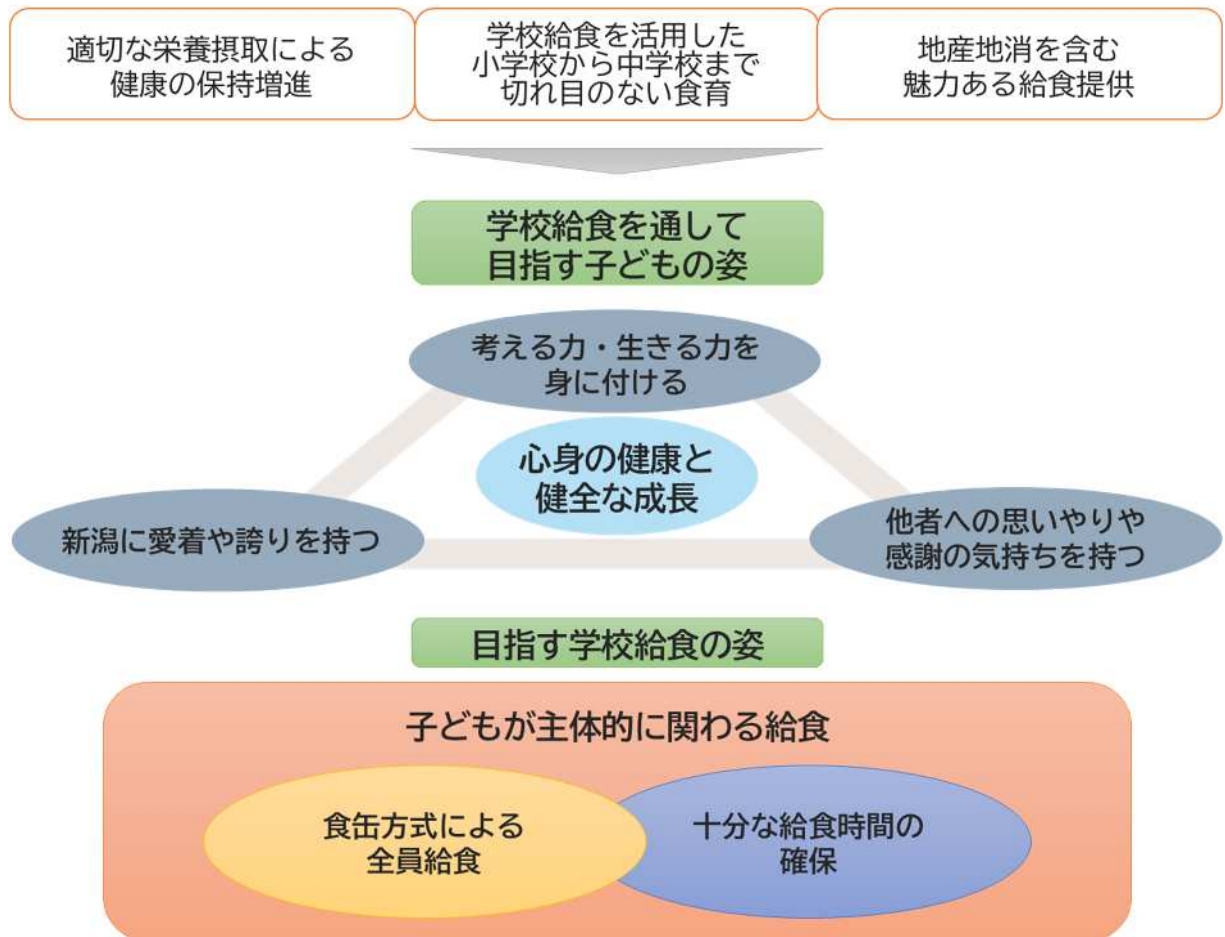 適切な栄養摂取による
健康の保持増進
学校給食を活用した
小学校から中学校まで
切れ目のない食育
地産地消を含む
魅力ある給食提供
学校給食を通して
目指す子どもの姿
考える力・生きる力を
身に付ける
心身の健康と
健全な成長
新潟に愛着や誇りを持つ
他者への思いやりや
感謝の気持ちを持つ
目指す学校給食の姿
子どもが主体的に関わる給食
食缶方式による
全員給食
十分な給食時間の
確保